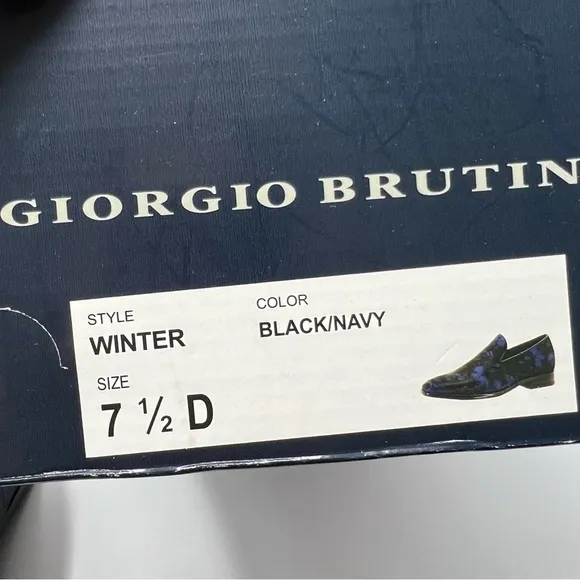 GIORGIO BRUTIN
STYLE
WINTER
COLOR
BLACK/NAVY
SIZE
7 ½ D